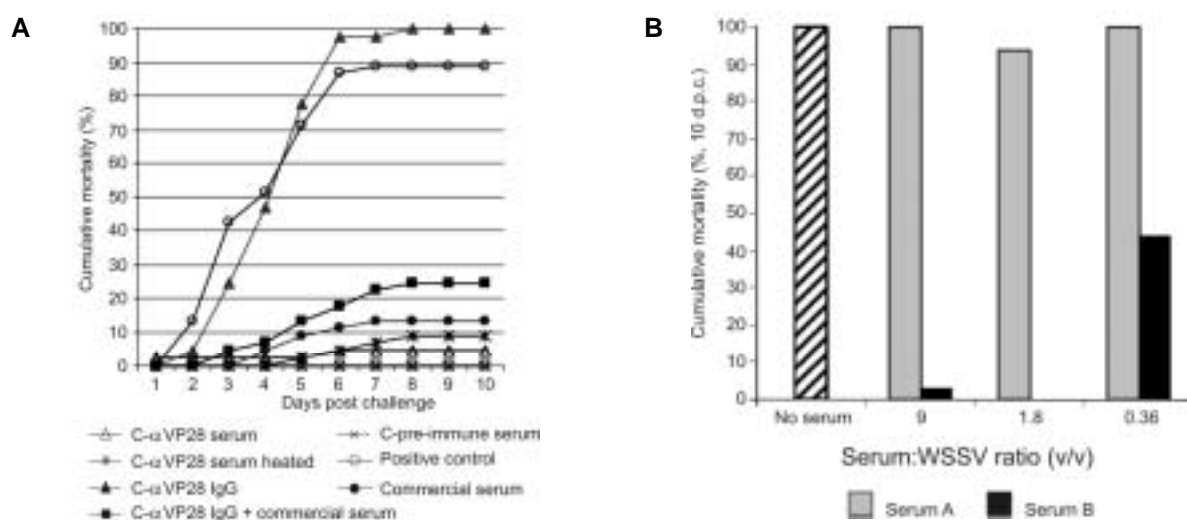 A
Cumulative mortality (%)
100
90
80
70
60
50
40
30
20
10
0
1 2 3 4 5 6 7 8 9 10
Days post challenge
C-α VP28 serum
C-α VP28 serum heated
C-α VP28 IgG
C-α VP28 IgG + commercial serum
C-pre-immune serum
Positive control
Commercial serum
B
Cumulative mortality (%, 10 d.p.c.)
100
90
80
70
60
50
40
30
20
10
0
No serum 9 1.8 0.36
Serum:WSSV ratio (v/v)
Serum A Serum B